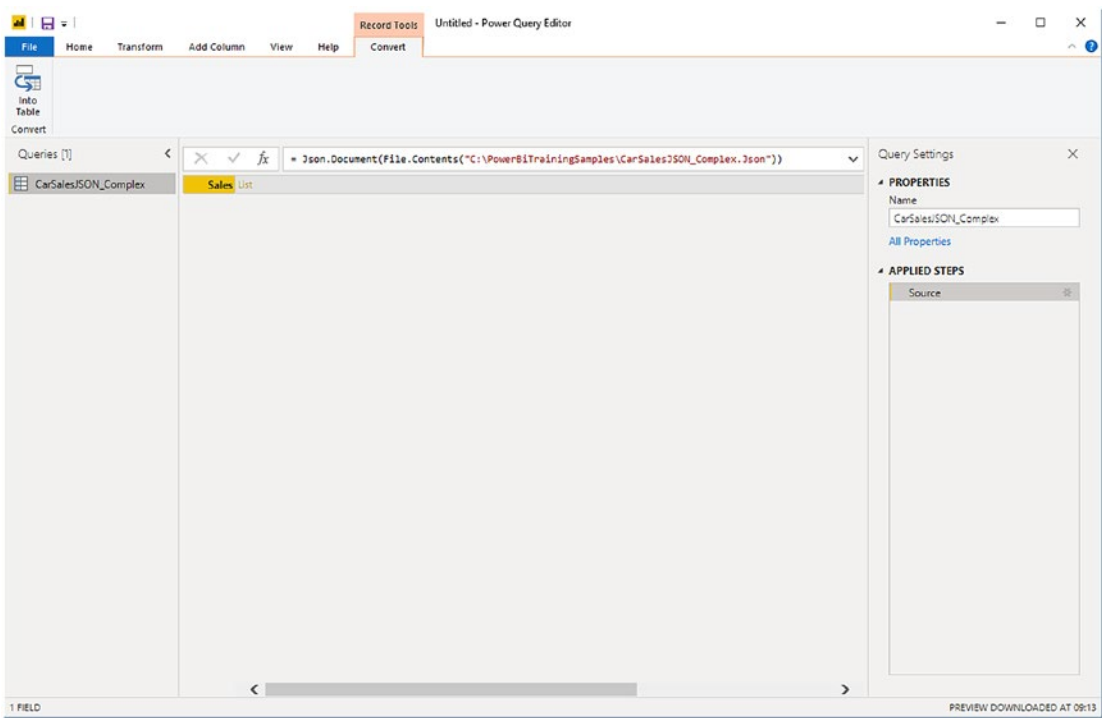 Record Tools
Untitled - Power Query Editor
File
Home
Transform
Add Column
View
Help
Convert
Into
Table
Convert
Queries [1]
fx
= Json.Document(File.Contents("C:\PowerBiTrainingSamples\CarSalesJSON_Complex.Json"))
Query Settings
CarSalesJSON_Complex
Sales List
PROPERTIES
Name
CarSalesJSON_Complex
All Properties
APPLIED STEPS
Source
1 FIELD
PREVIEW DOWNLOADED AT 09:13